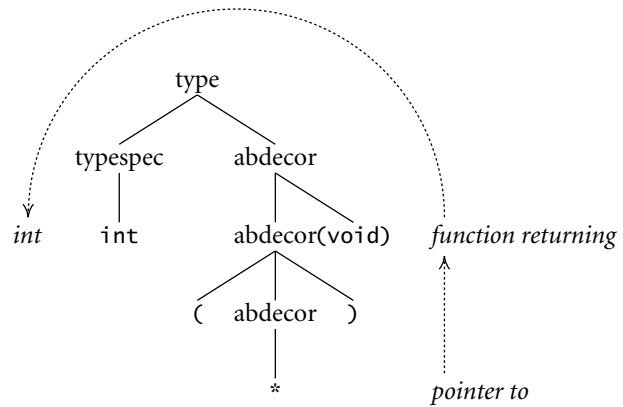 type
typespec abdecor
int int abdecor(void) function returning
( abdecor )
* pointer to